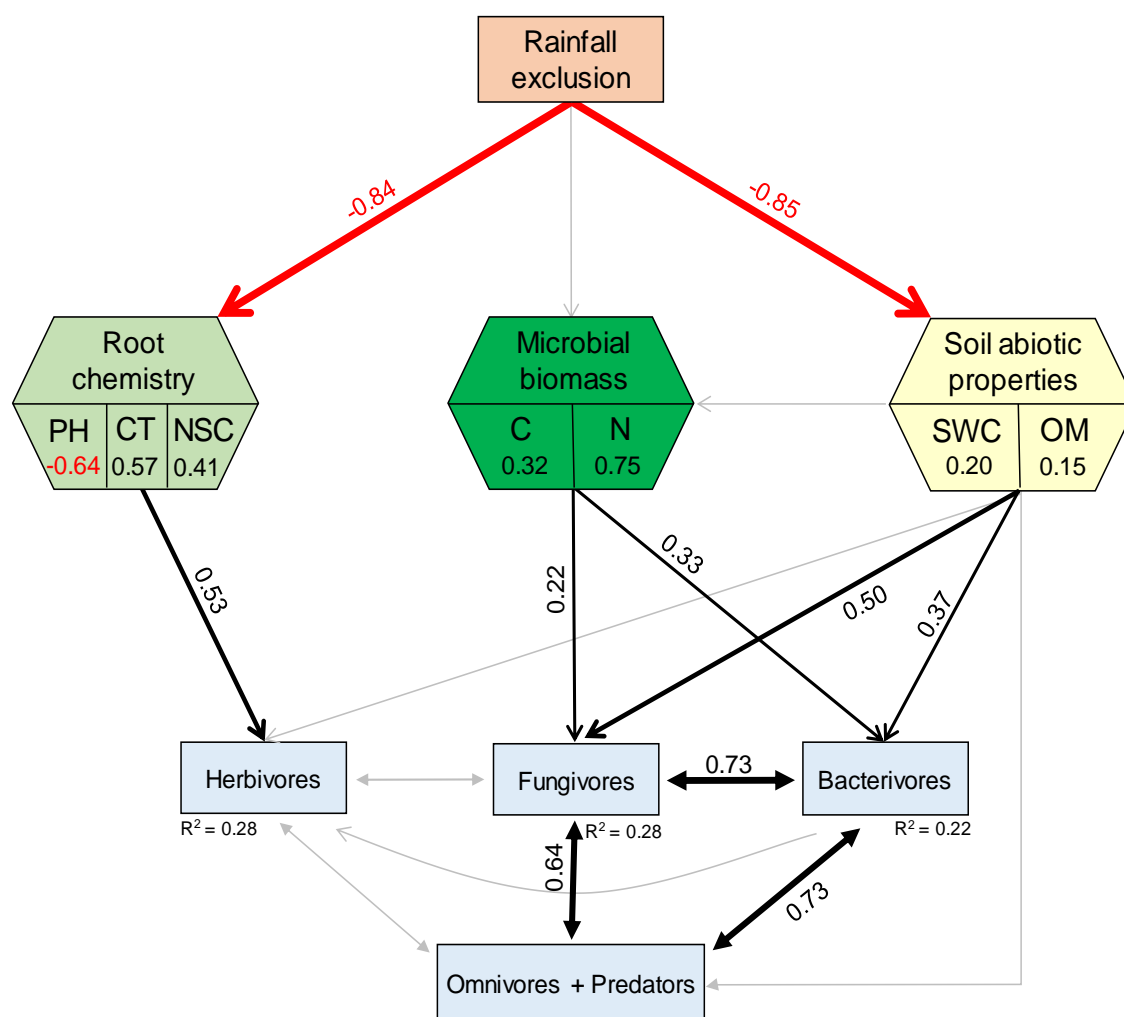 Rainfall
exclusion
-0.84
-0.85
Root
chemistry
PH
CT
NSC
-0.64
0.57
0.41
Microbial
biomass
C
N
0.32
0.75
Soil abiotic
properties
SWC
OM
0.20
0.15
0.53
0.22
0.33
0.50
0.37
Herbivores
R² = 0.28
Fungivores
R² = 0.28
0.73
Bacterivores
R² = 0.22
0.64
0.73
Omnivores + Predators